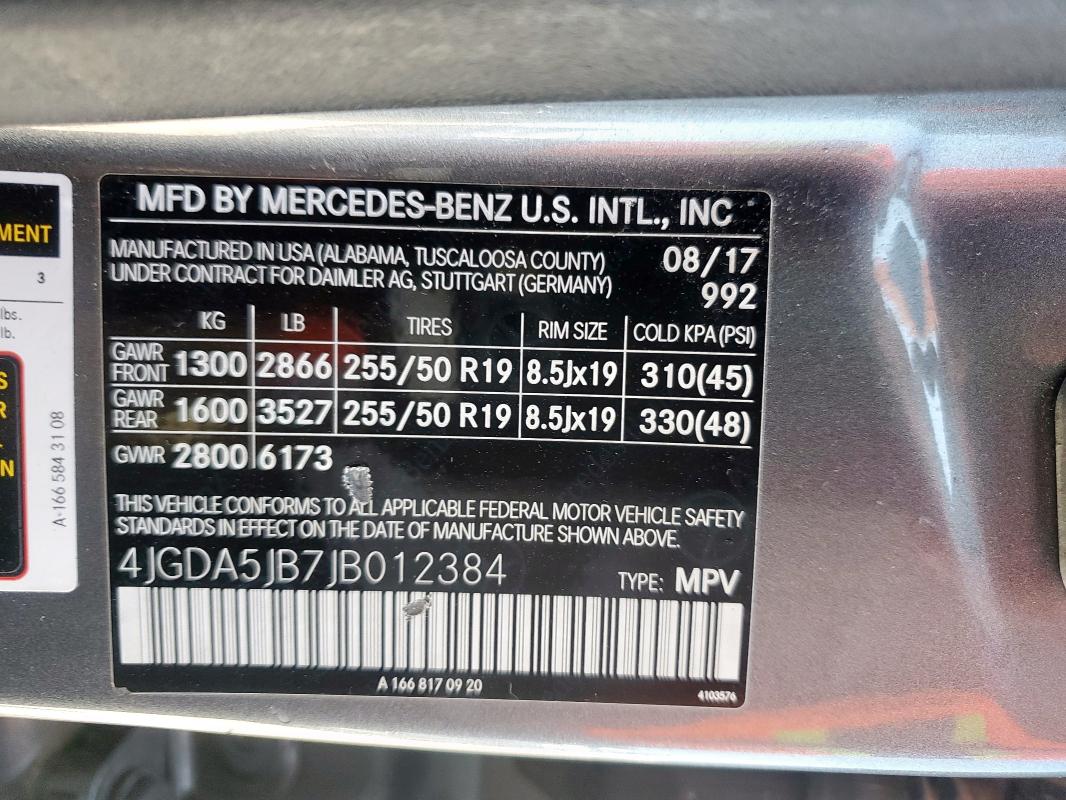 MFD BY MERCEDES-BENZ U.S. INTL., INC
MANUFACTURED IN USA (ALABAMA, TUSCALOOSA COUNTY) 08/17
UNDER CONTRACT FOR DAIMLER AG, STUTTGART (GERMANY) 992
KG LB TIRES RIM SIZE COLD KPA (PSI)
GAWR FRONT 1300 2866 255/50 R19 8.5Jx19 310(45)
GAWR REAR 1600 3527 255/50 R19 8.5Jx19 330(48)
GVWR 2800 6173
THIS VEHICLE CONFORMS TO ALL APPLICABLE FEDERAL MOTOR VEHICLE SAFETY
STANDARDS IN EFFECT ON THE DATE OF MANUFACTURE SHOWN ABOVE.
4JGDA5JB7JB012384 TYPE: MPV
A 166 817 09 20 4103576
MENT
3
lbs.
lb.
S
R
N
A-166 584 31 08